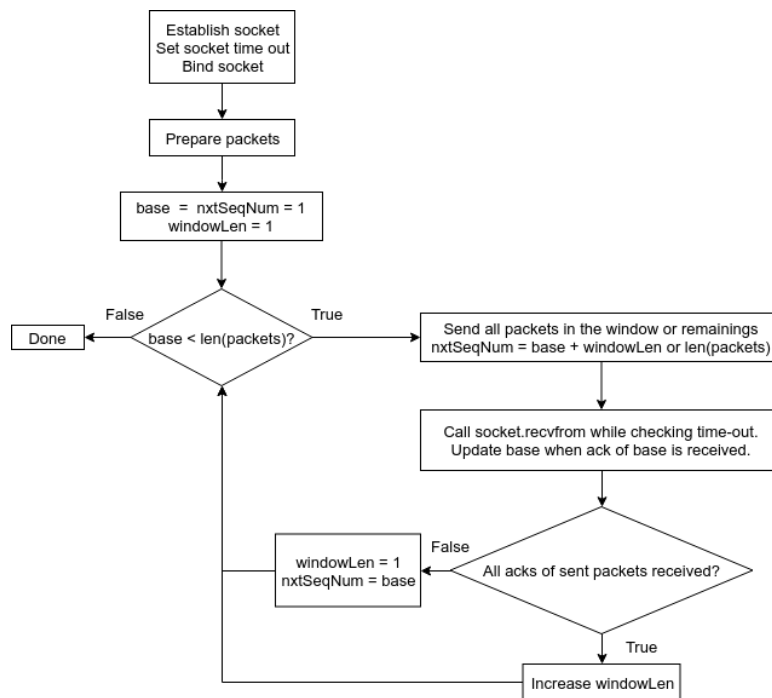 Establish socket
Set socket time out
Bind socket
Prepare packets
base = nxtSeqNum = 1
windowLen = 1
False
True
Done
base < len(packets)?
Send all packets in the window or remainings
nxtSeqNum = base + windowLen or len(packets)
Call socket.recvfrom while checking time-out.
Update base when ack of base is received.
False
windowLen = 1
nxtSeqNum = base
All acks of sent packets received?
True
Increase windowLen